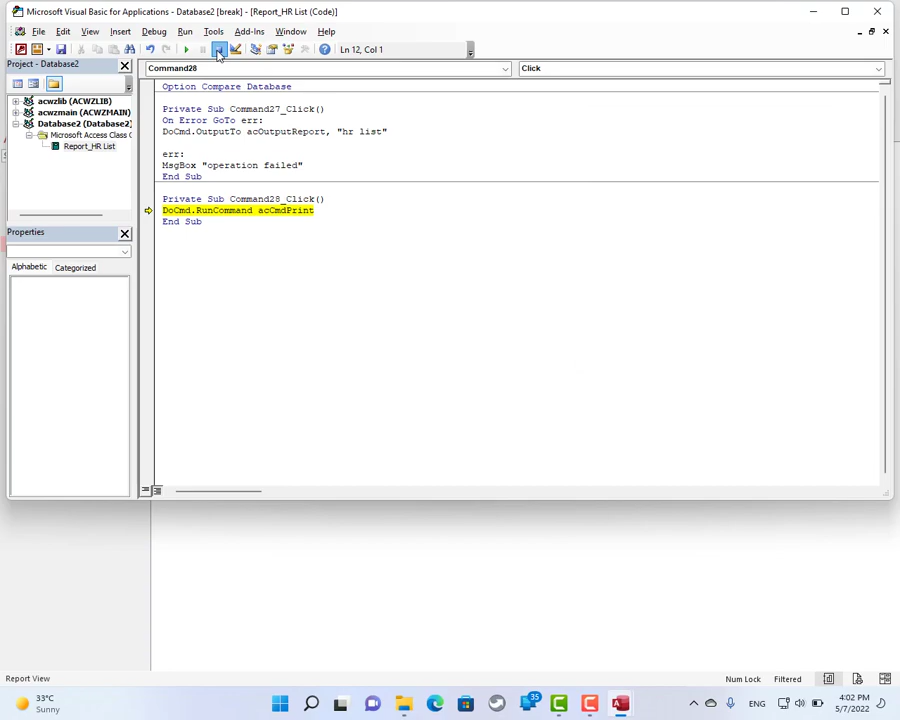 Microsoft Visual Basic for Applications - Database2 [break] - [Report_HR List (Code)]
File Edit View Insert Debug Run Tools Add-Ins Window Help
Ln 12, Col 1
Project - Database2
Command28 Click
acwzlib (ACWZLIB)
acwzmain (ACWZMAIN)
Database2 (Database2)
Microsoft Access Class O
Report_HR List
Option Compare Database
Private Sub Command27_Click()
On Error GoTo err:
DoCmd.OutputTo acOutputReport, "hr list"
err:
MsgBox "operation failed"
End Sub
Private Sub Command28_Click()
DoCmd.RunCommand acCmdPrint
End Sub
Properties
Alphabetic Categorized
Report View Num Lock Filtered
33°C
Sunny
35
ENG
4:02 PM
5/7/2022